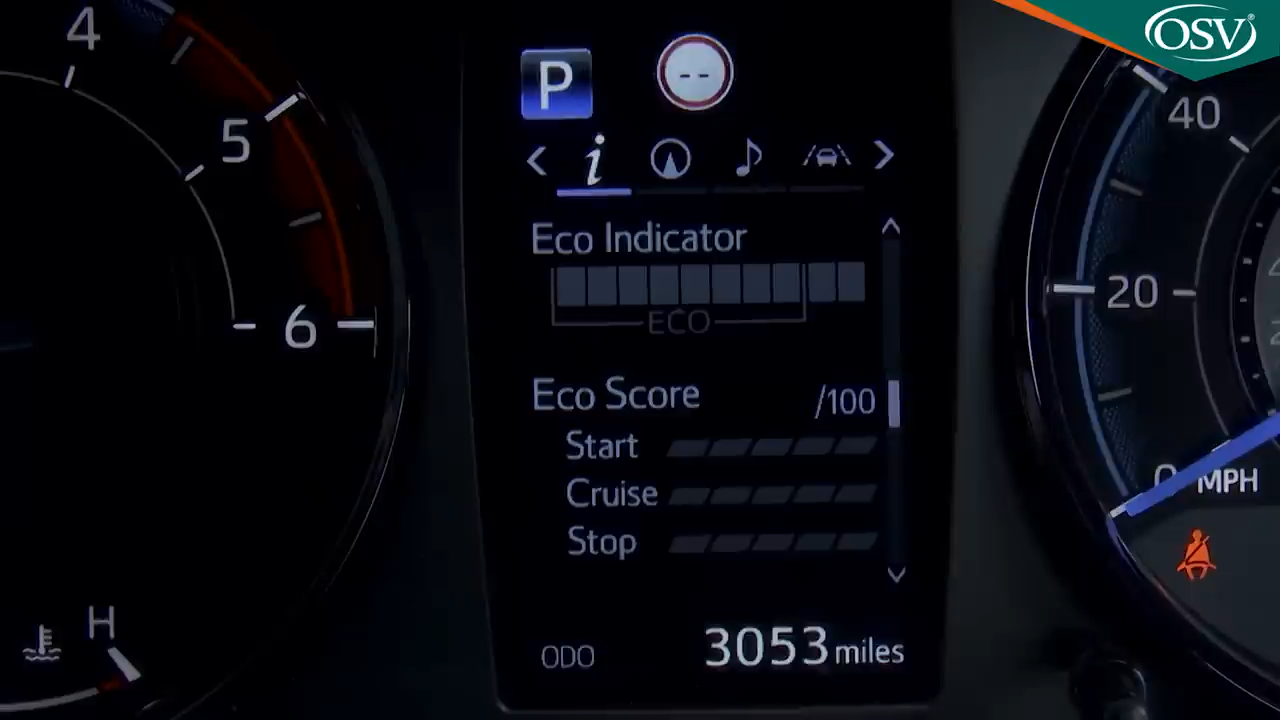 OSV®
4
5
6
H
P
--
i
Eco Indicator
ECO
Eco Score /100
Start
Cruise
Stop
ODO 3053 miles
40
20
0 MPH